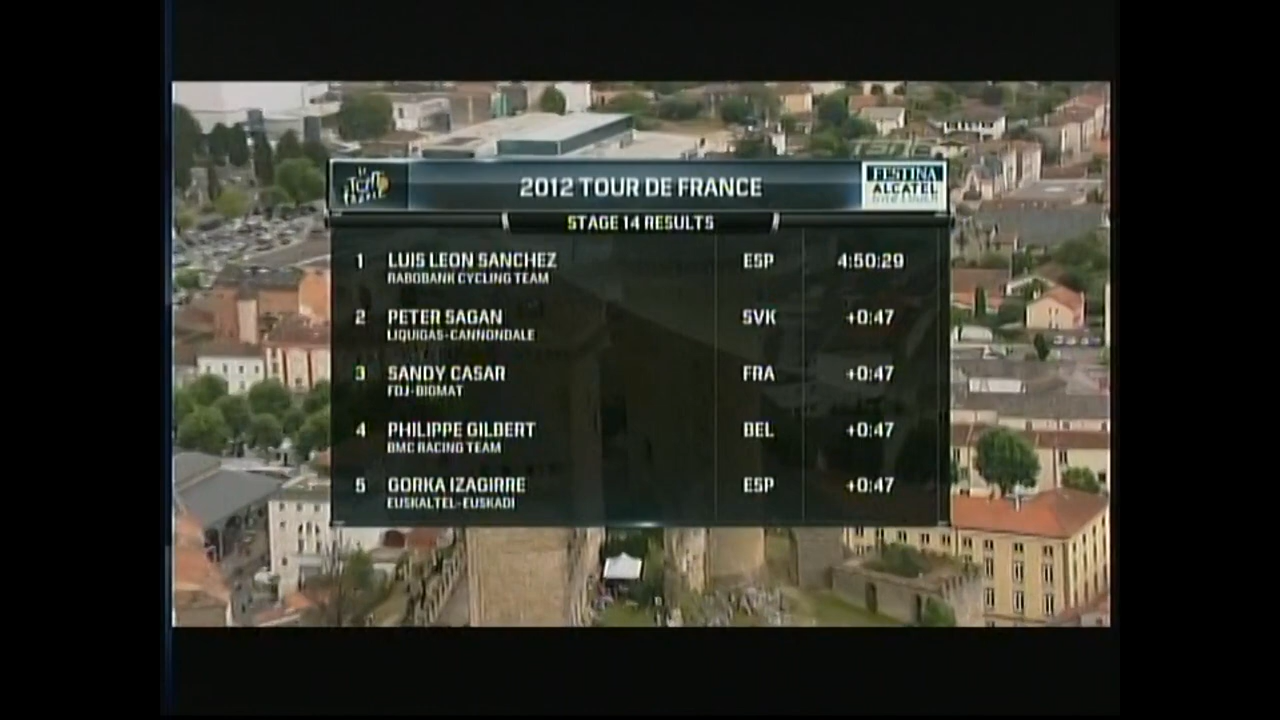 2012 TOUR DE FRANCE
FESTINA
ALCATEL
STAGE 14 RESULTS
1 LUIS LEON SANCHEZ ESP 4:50:29
RABOBANK CYCLING TEAM
2 PETER SAGAN SVK +0:47
LIQUIGAS-CANNONDALE
3 SANDY CASAR FRA +0:47
FDJ-BIGMAT
4 PHILIPPE GILBERT BEL +0:47
BMC RACING TEAM
5 GORKA IZAGIRRE ESP +0:47
EUSKALTEL-EUSKADI